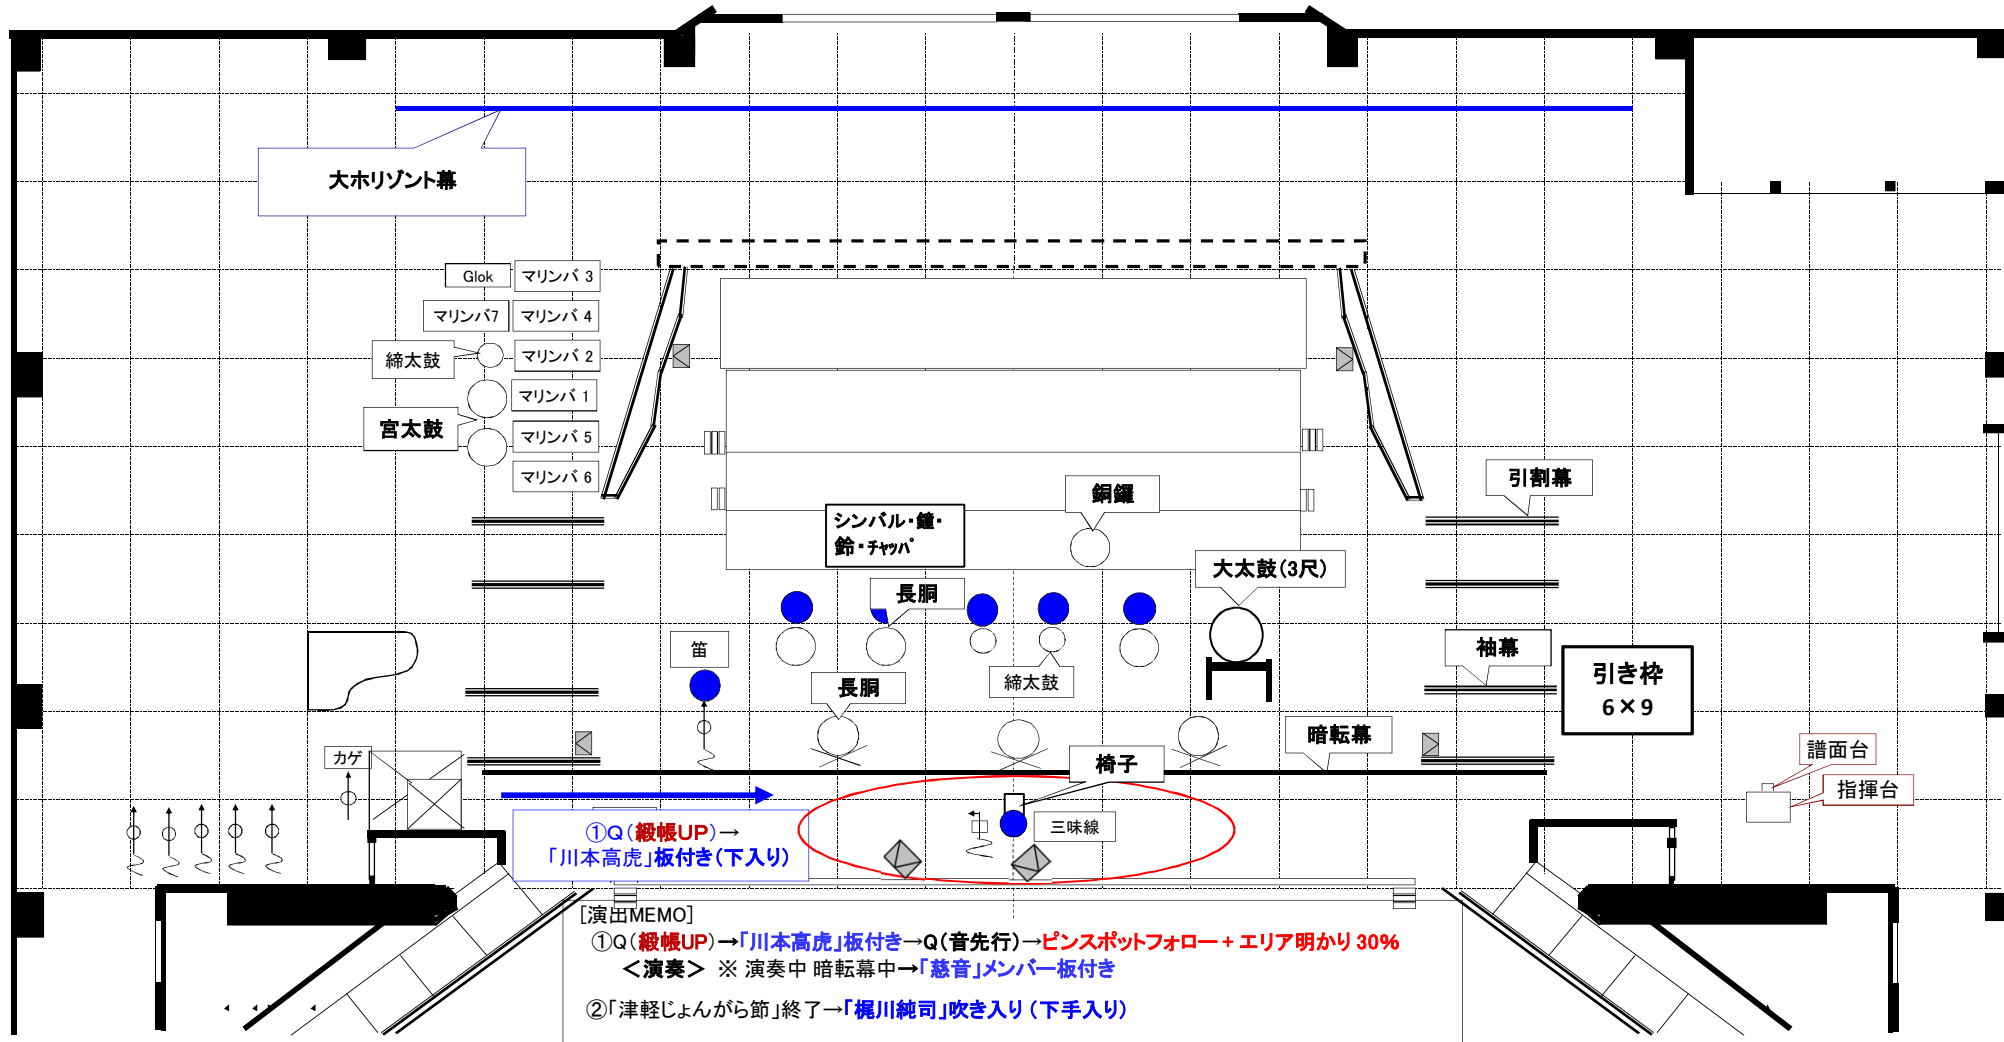 大ホリゾント幕
Glok
マリンバ 3
マリンバ7
マリンバ 4
締太鼓
マリンバ 2
マリンバ 1
宮太鼓
マリンバ 5
マリンバ 6
シンバル・鐘・
鈴・チャッパ
銅鑼
引割幕
大太鼓(3尺)
長胴
笛
長胴
締太鼓
袖幕
引き枠
6×9
カゲ
暗転幕
椅子
譜面台
指揮台
三味線
①Q(緞帳UP)→
「川本高虎」板付き(下入り)
[演出MEMO]
①Q(緞帳UP)→「川本高虎」板付き→Q(音先行)→ピンスポットフォロー + エリア明かり 30%
＜演奏＞ ※ 演奏中 暗転幕中→「慈音」メンバー板付き
②「津軽じょんがら節」終了→「梶川純司」吹き入り (下手入り)